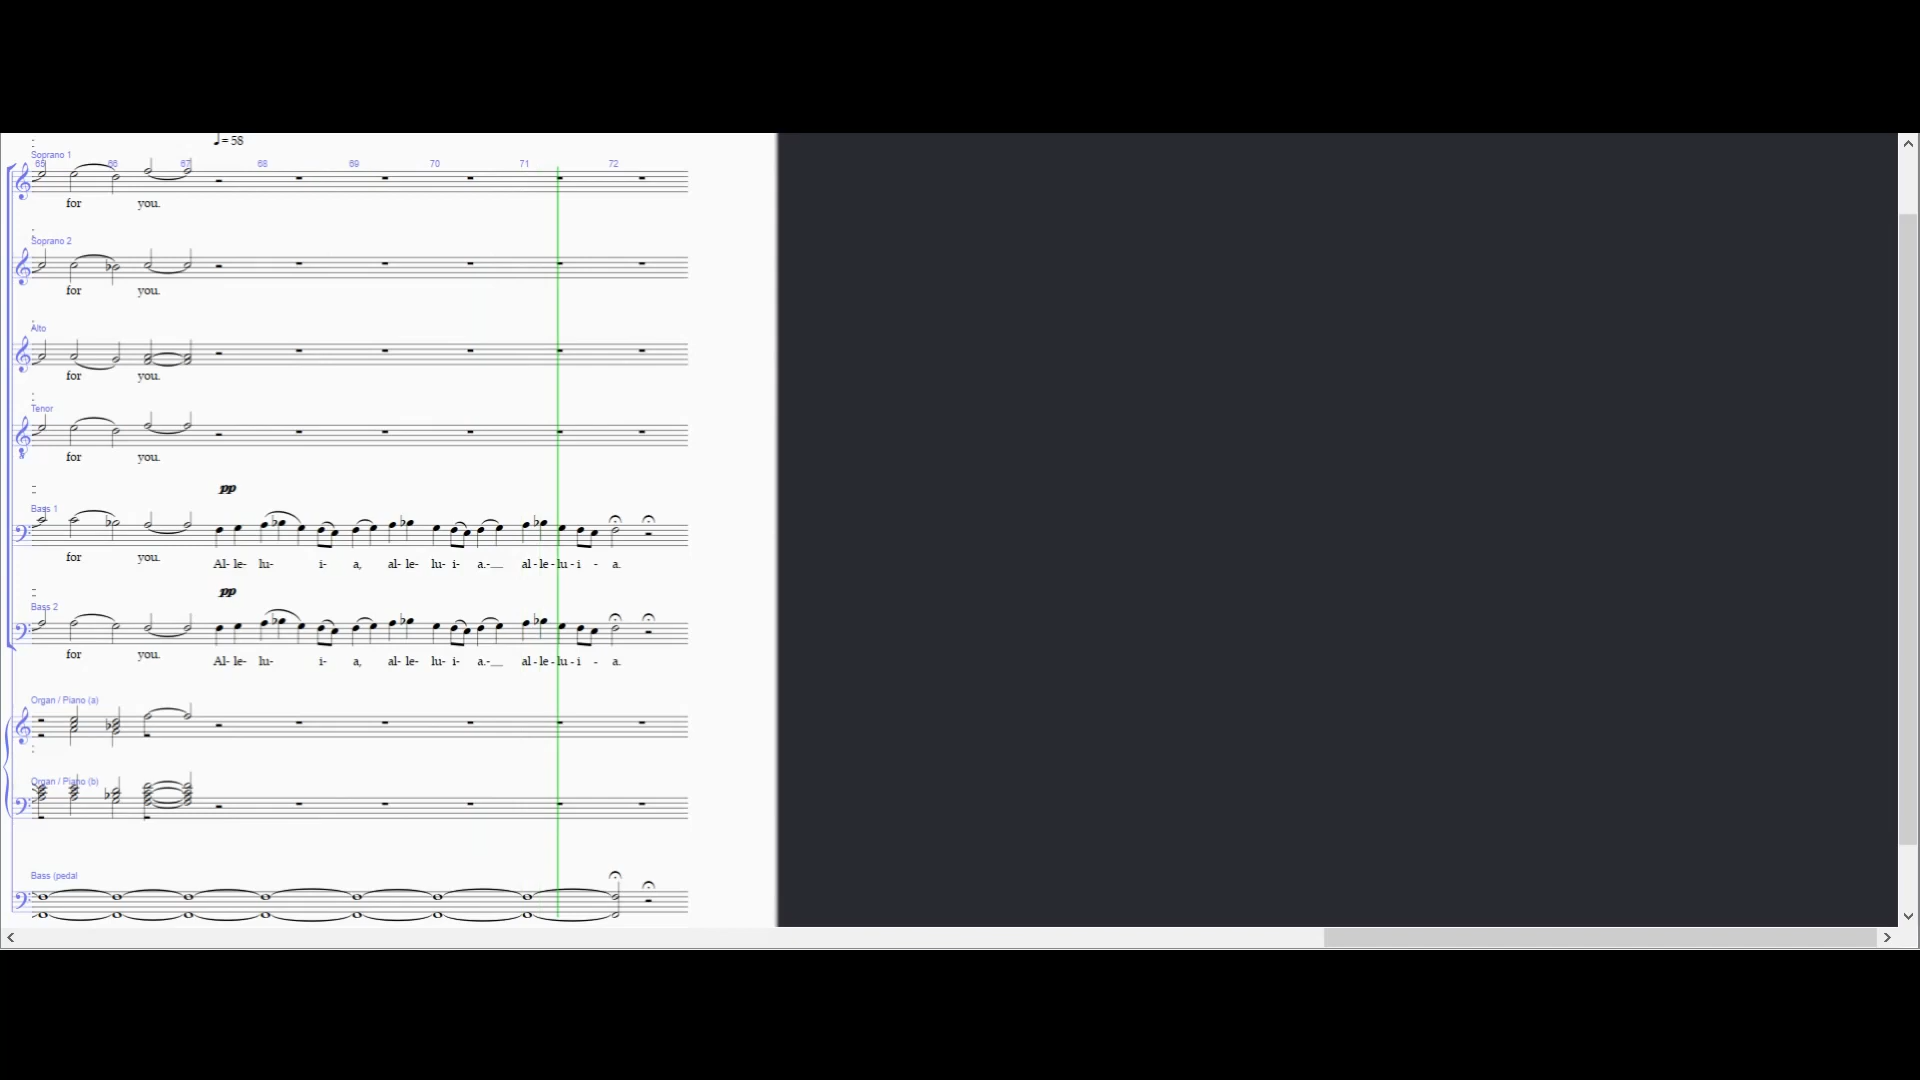 ♩= 58
Soprano 1
65 66 67 68 69 70 71 72
for you.
Soprano 2
for you.
Alto
for you.
Tenor
for you.
pp
Bass 1
for you. Al- le- lu- i- a, al- le- lu- i- a.-__ al - le - lu - i - a.
pp
Bass 2
for you. Al- le- lu- i- a, al- le- lu- i- a.-__ al - le - lu - i - a.
Organ / Piano (a)
Organ / Piano (b)
Bass (pedal